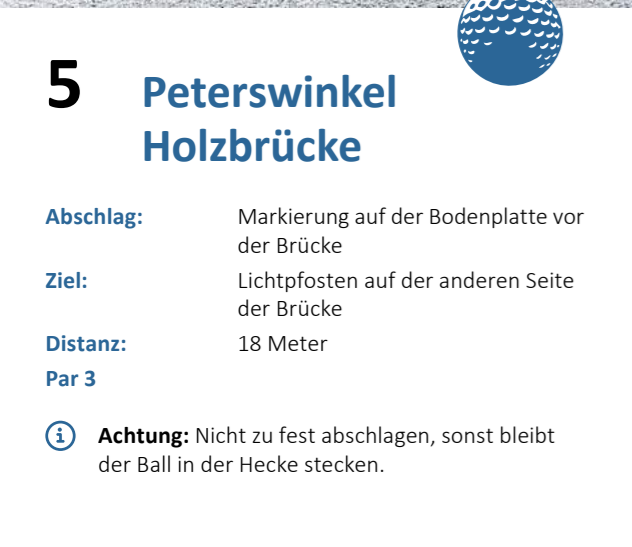 5 Peterswinkel
Holzbrücke
Abschlag: Markierung auf der Bodenplatte vor
der Brücke
Ziel: Lichtpfosten auf der anderen Seite
der Brücke
Distanz: 18 Meter
Par 3
Achtung: Nicht zu fest abschlagen, sonst bleibt
der Ball in der Hecke stecken.